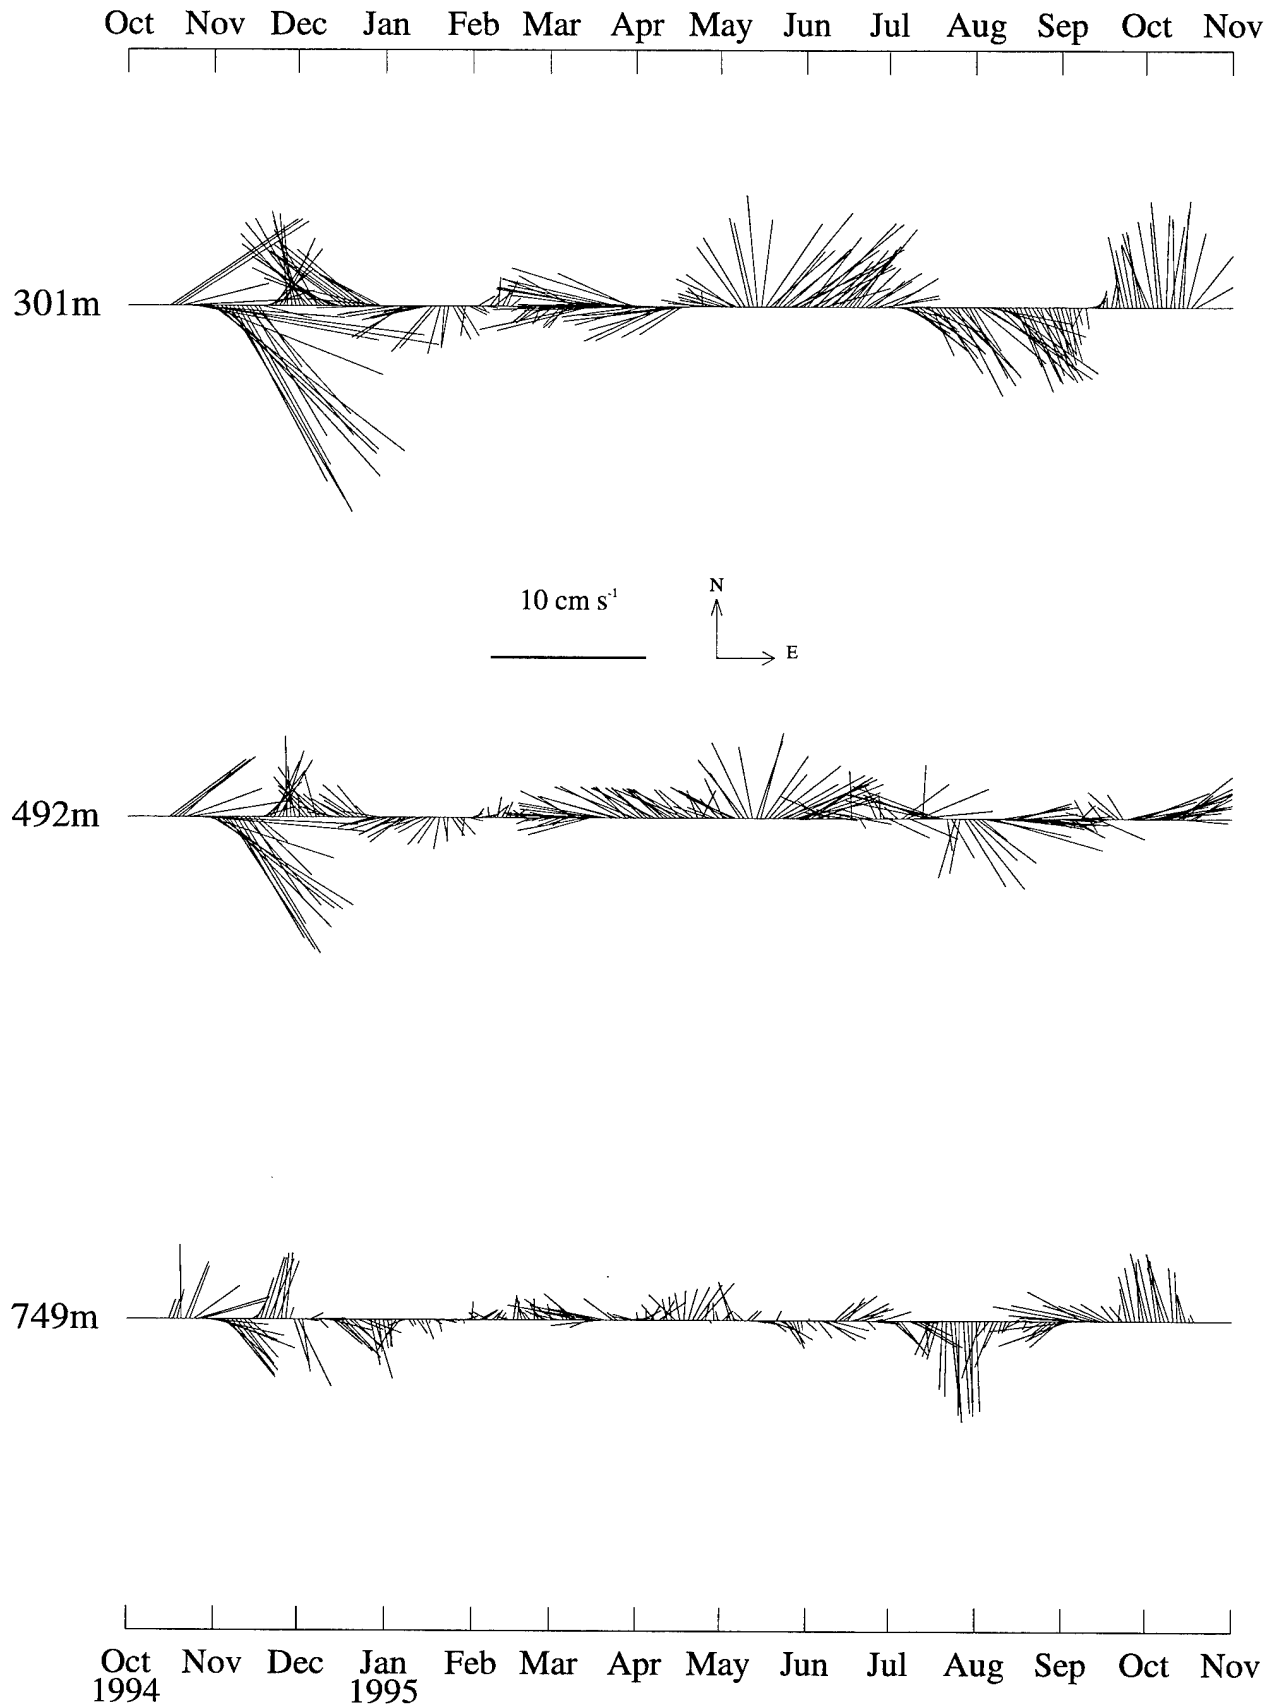 Oct Nov Dec Jan Feb Mar Apr May Jun Jul Aug Sep Oct Nov
301m
N
10 cm s⁻¹
E
492m
749m
Oct Nov Dec Jan Feb Mar Apr May Jun Jul Aug Sep Oct Nov
1994 1995